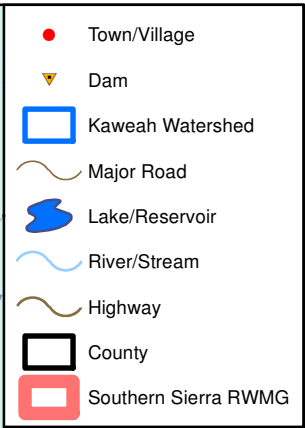 Town/Village
Dam
Kaweah Watershed
Major Road
Lake/Reservoir
River/Stream
Highway
County
Southern Sierra RWMG